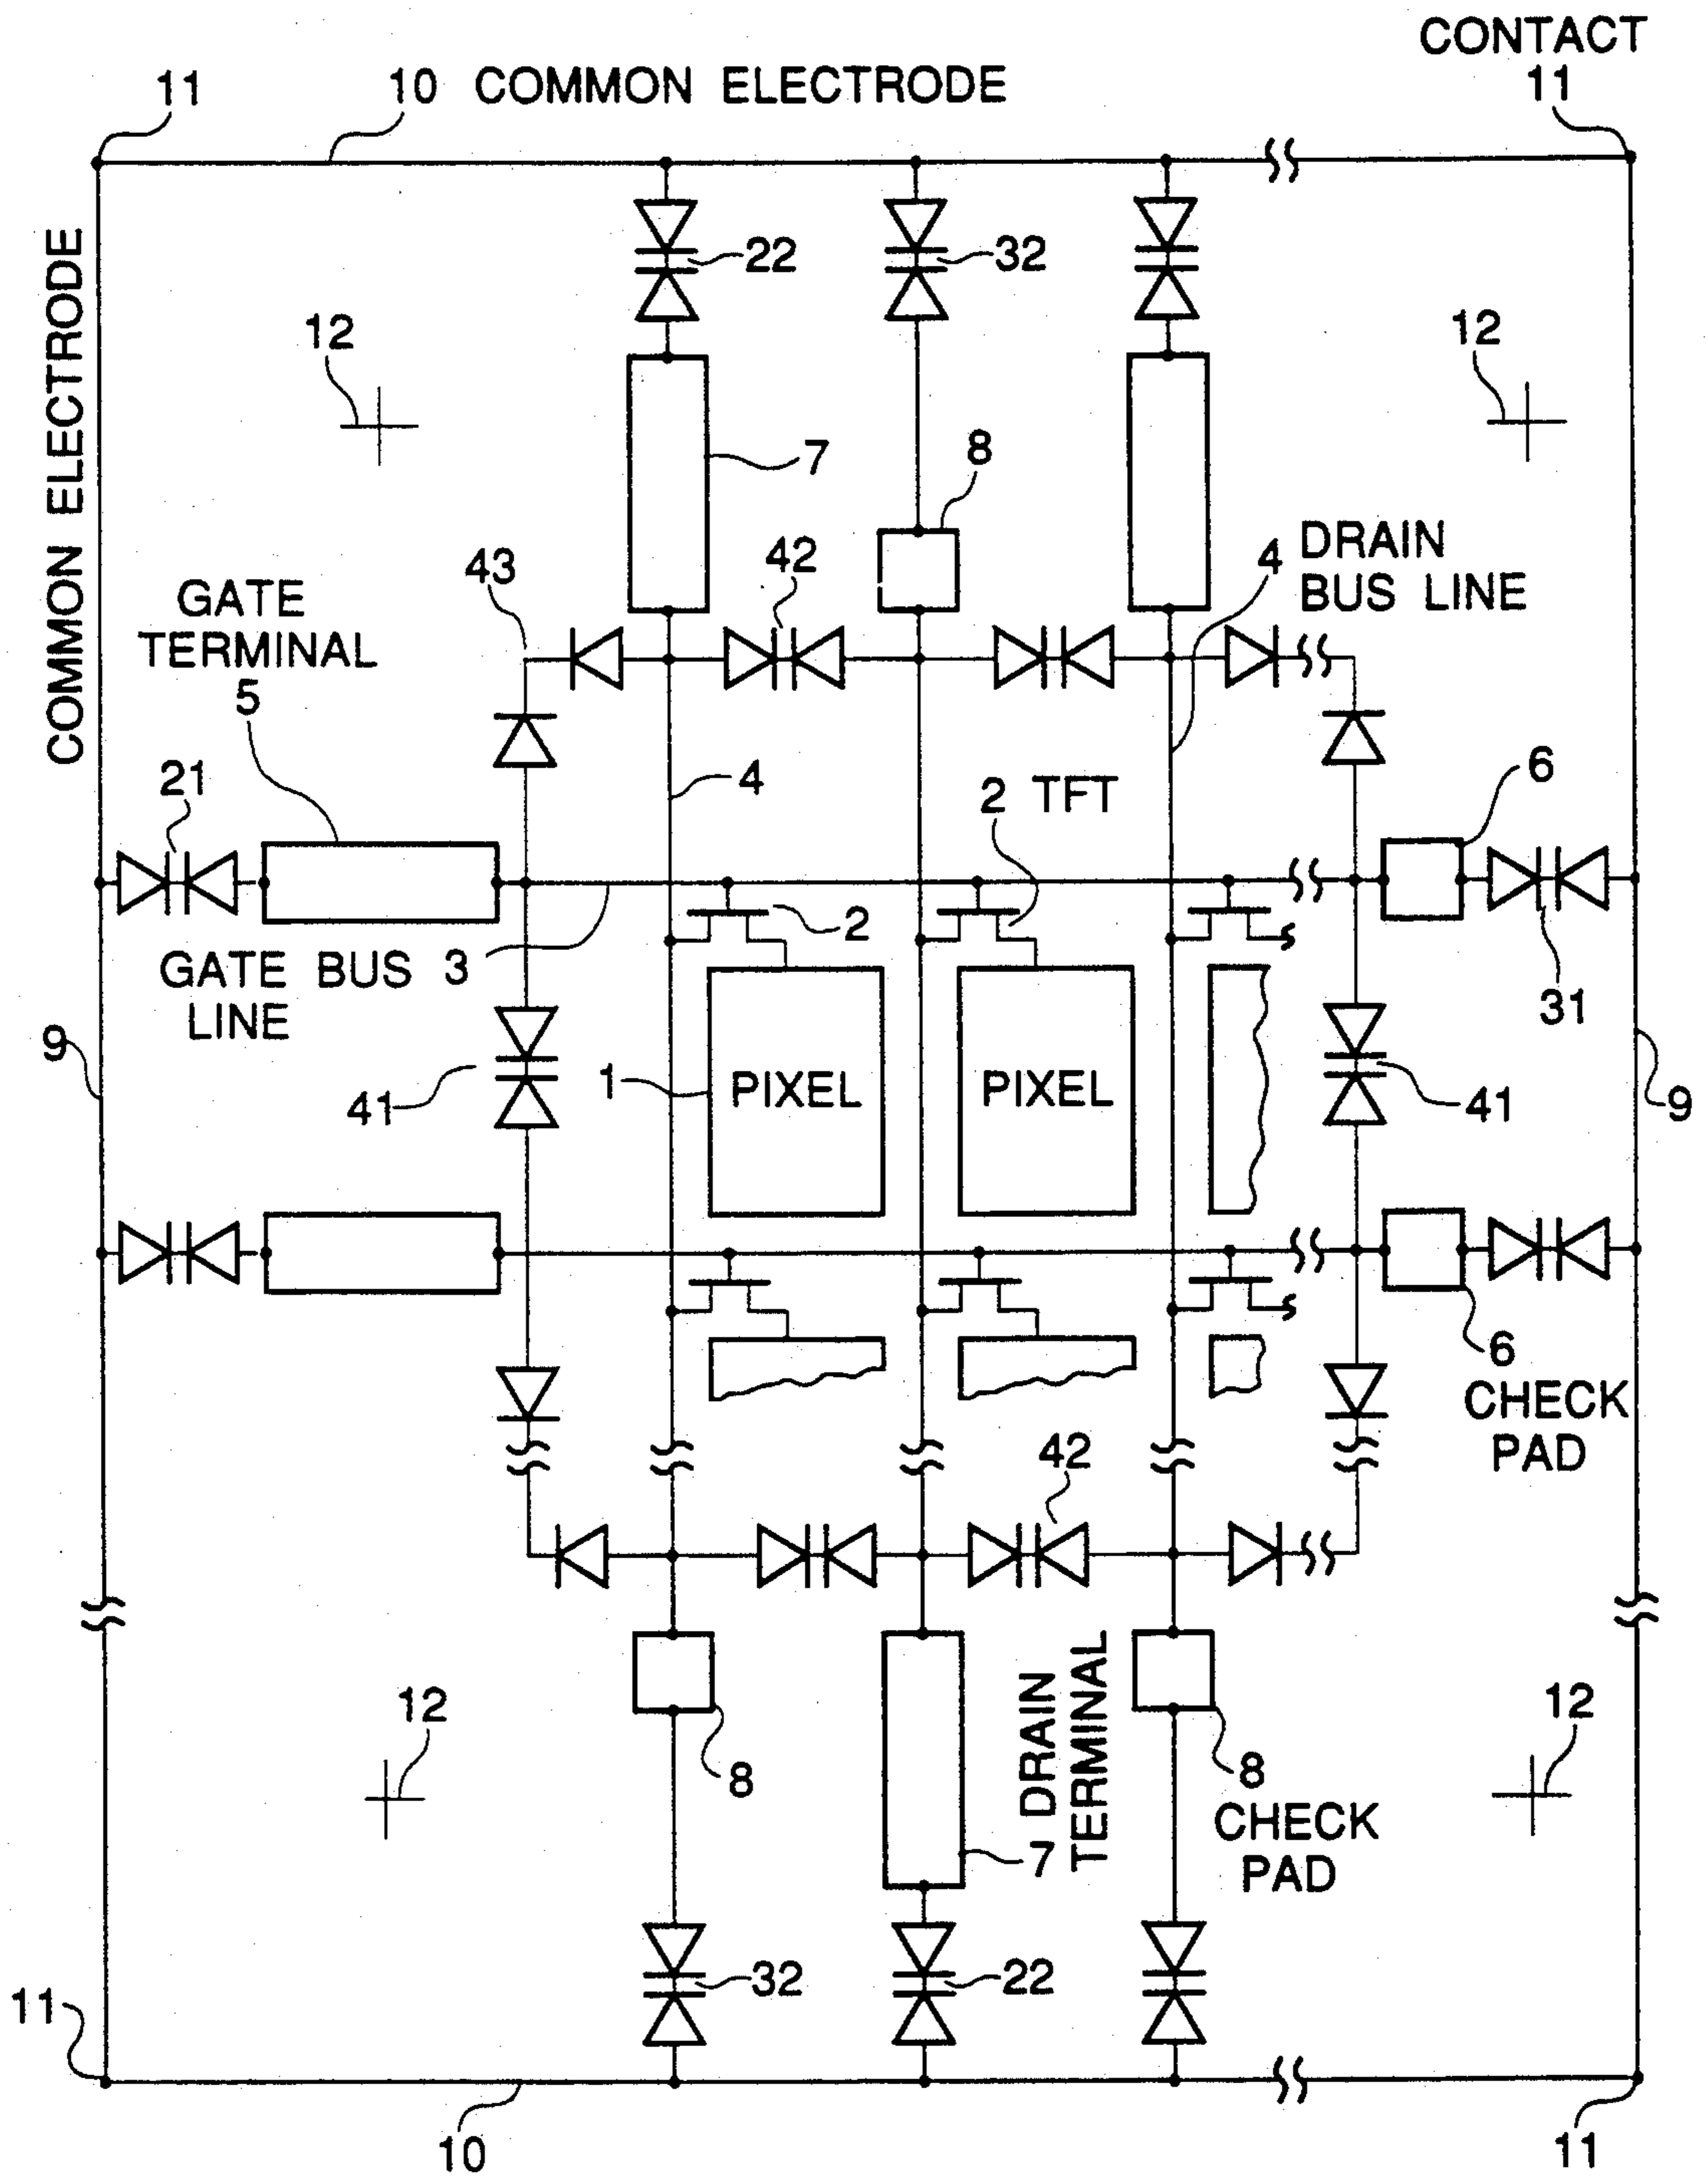 CONTACT
11
10 COMMON ELECTRODE
11
COMMON ELECTRODE
22
32
12
12
7
8
43
42
4 DRAIN
BUS LINE
GATE
TERMINAL
5
21
4
2 TFT
6
2
GATE BUS 3
LINE
31
9
41
1
PIXEL
PIXEL
41
9
6
CHECK
PAD
42
12
8
7 DRAIN
TERMINAL
8
CHECK
PAD
12
32
22
11
10
11